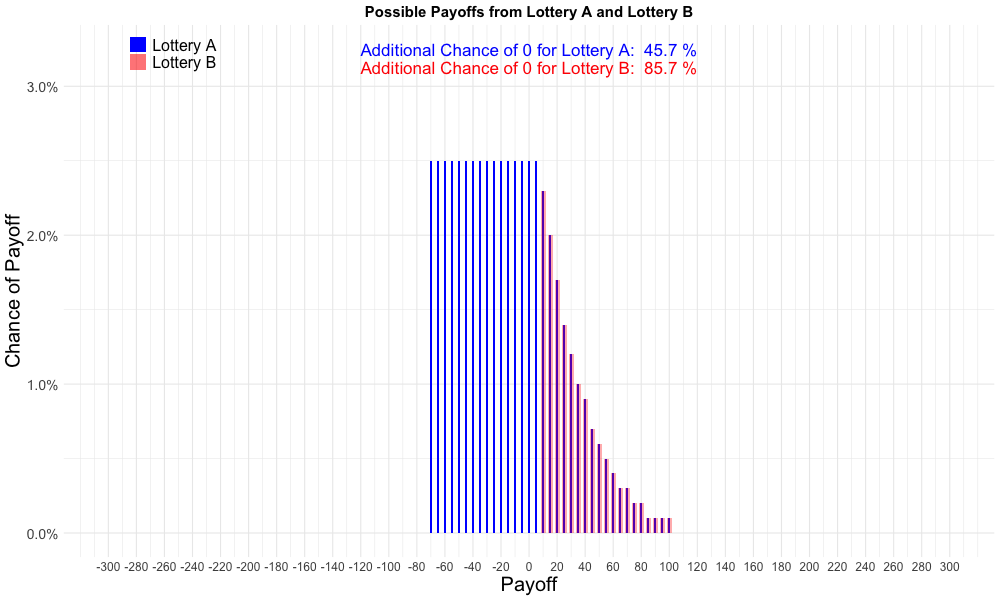 Possible Payoffs from Lottery A and Lottery B
Lottery A
Lottery B
Additional Chance of 0 for Lottery A: 45.7 %
Additional Chance of 0 for Lottery B: 85.7 %
Chance of Payoff
3.0%
2.0%
1.0%
0.0%
-300 -280 -260 -240 -220 -200 -180 -160 -140 -120 -100 -80 -60 -40 -20 0 20 40 60 80 100 120 140 160 180 200 220 240 260 280 300
Payoff